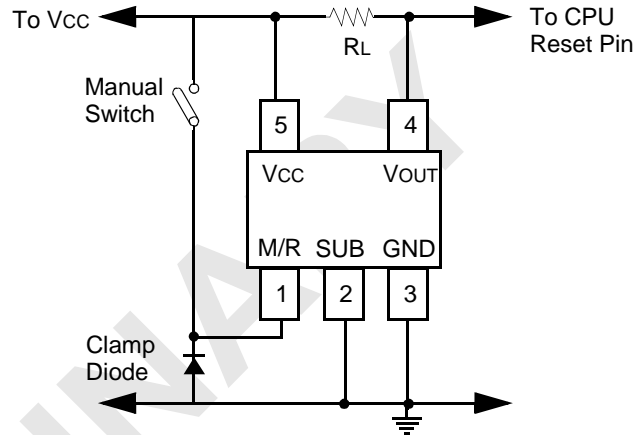 To VCC
RL
To CPU
Reset Pin
Manual
Switch
5
4
VCC
VOUT
M/R
SUB
GND
1
2
3
Clamp
Diode
INARY